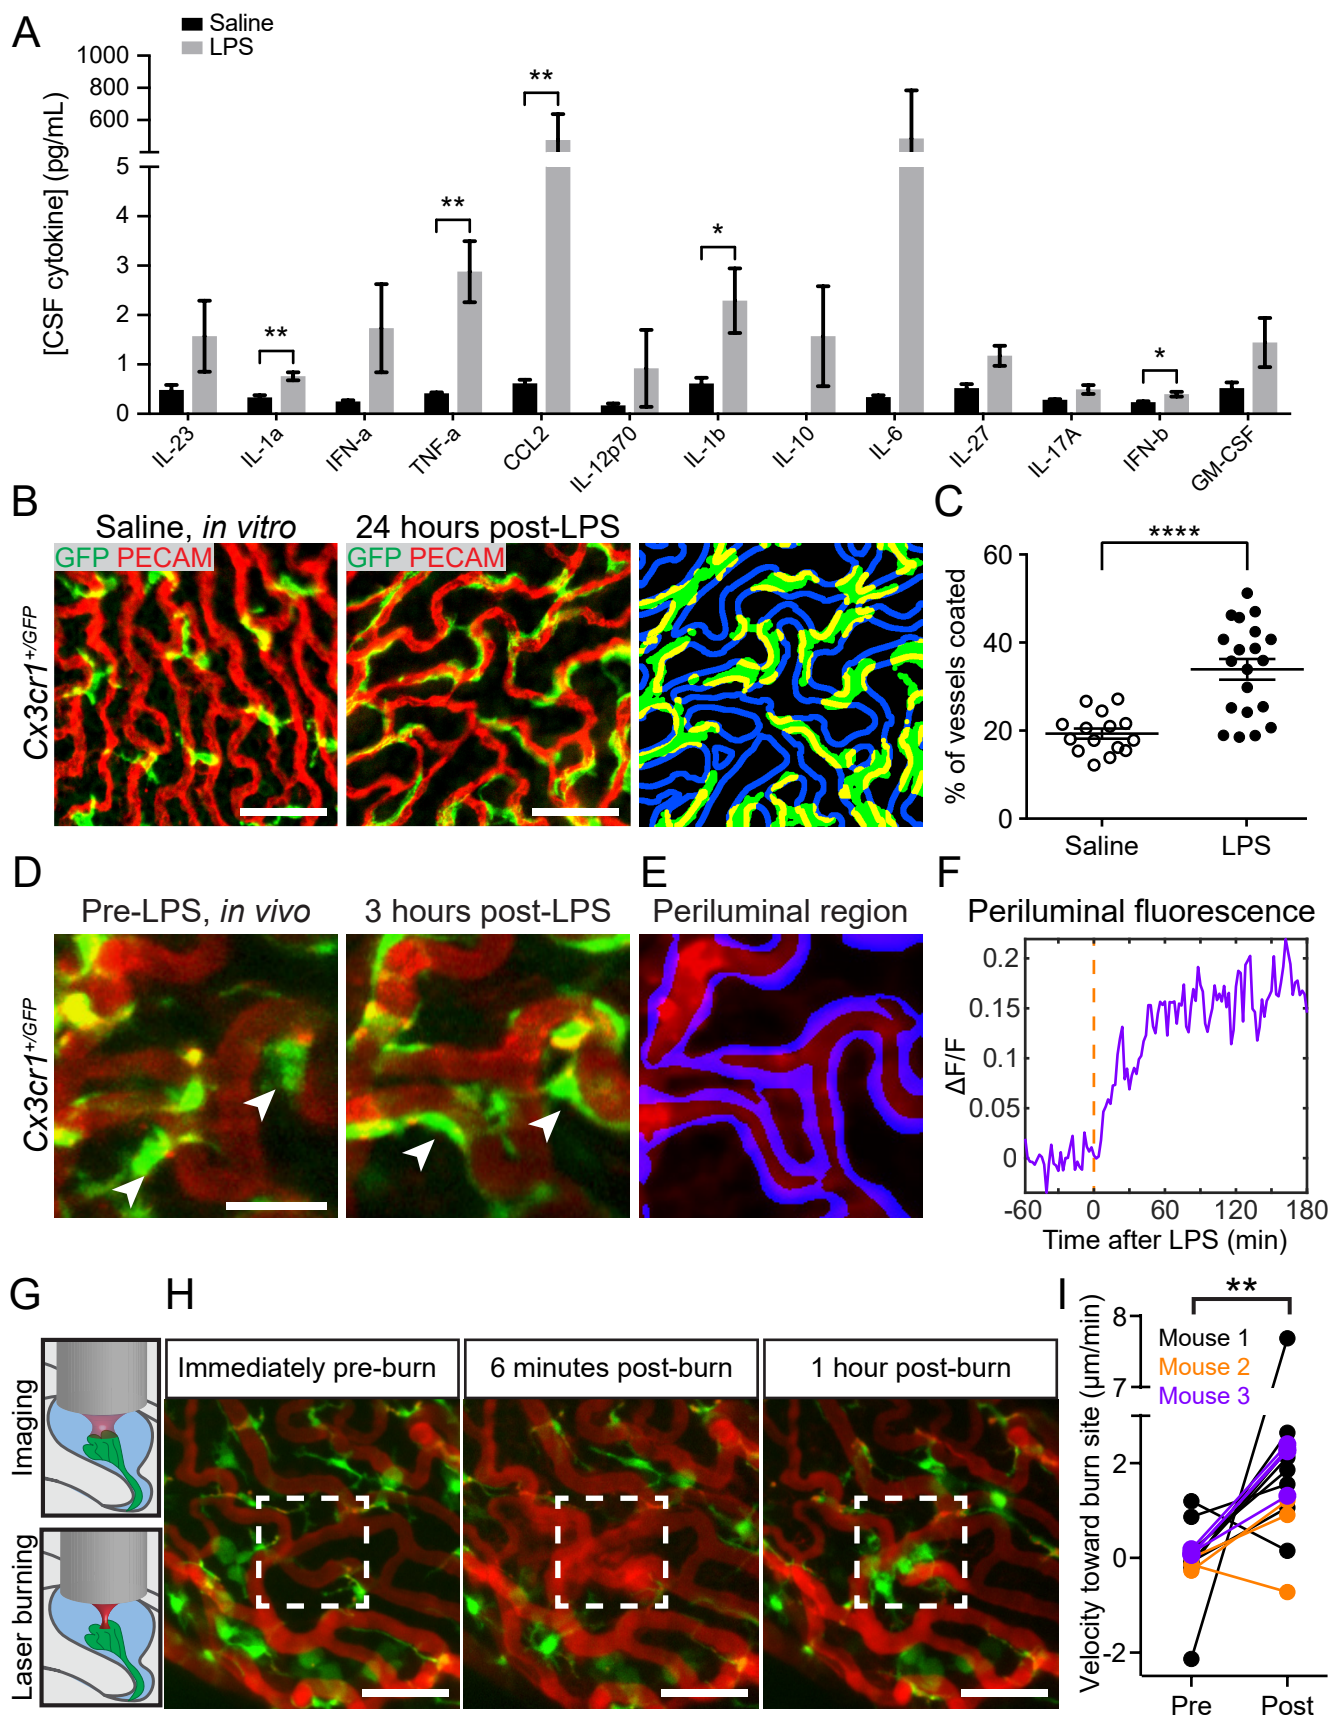 A
Saline
LPS
[CSF cytokine] (pg/mL)
1000
800
600
5
4
3
2
1
0
** ** ** * *
IL-23 IL-1a IFN-a TNF-a CCL2 IL-12p70 IL-1b IL-10 IL-6 IL-27 IL-17A IFN-b GM-CSF
B
Saline, in vitro
24 hours post-LPS
GFP PECAM
GFP PECAM
Cx3cr1+/GFP
C
****
% of vessels coated
60
40
20
0
Saline LPS
D
Pre-LPS, in vivo
3 hours post-LPS
Cx3cr1+/GFP
E
Periluminal region
F
Periluminal fluorescence
ΔF/F
0.2
0.15
0.1
0.05
0
-60 0 60 120 180
Time after LPS (min)
G
Imaging
Laser burning
H
Immediately pre-burn
6 minutes post-burn
1 hour post-burn
I
**
Velocity toward burn site (µm/min)
8
7
2
0
-2
Mouse 1
Mouse 2
Mouse 3
Pre Post